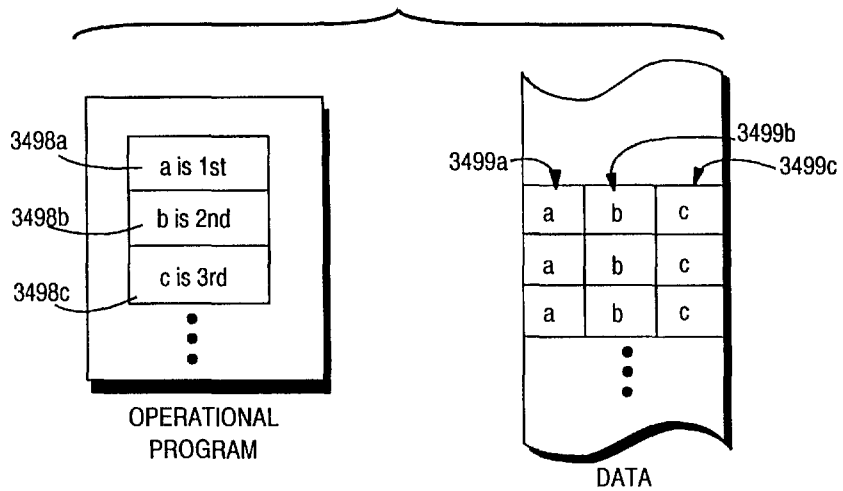 3498a
a is 1st
3498b
b is 2nd
3498c
c is 3rd
OPERATIONAL
PROGRAM
3499a
3499b
3499c
a b c
a b c
a b c
DATA